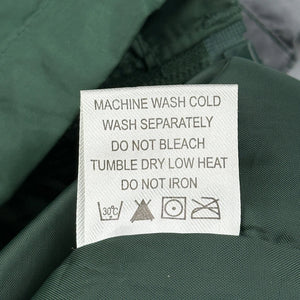 MACHINE WASH COLD
WASH SEPARATELY
DO NOT BLEACH
TUMBLE DRY LOW HEAT
DO NOT IRON
30°C